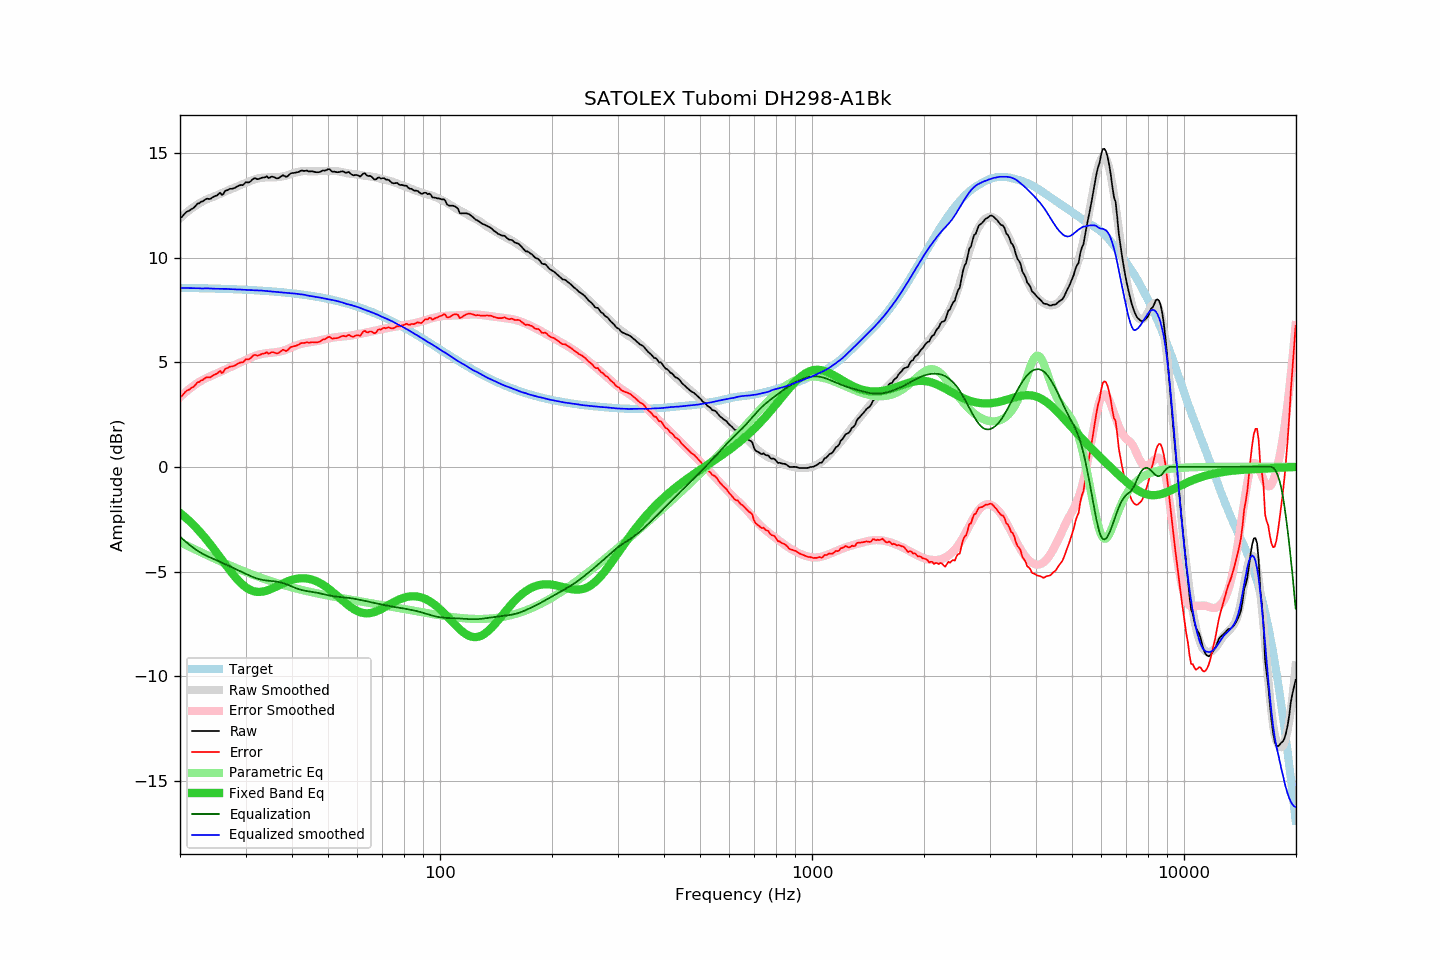 SATOLEX Tubomi DH298-A1Bk
Amplitude (dBr)
15
10
5
0
−5
−10
−15
Target
Raw Smoothed
Error Smoothed
Raw
Error
Parametric Eq
Fixed Band Eq
Equalization
Equalized smoothed
100
1000
10000
Frequency (Hz)